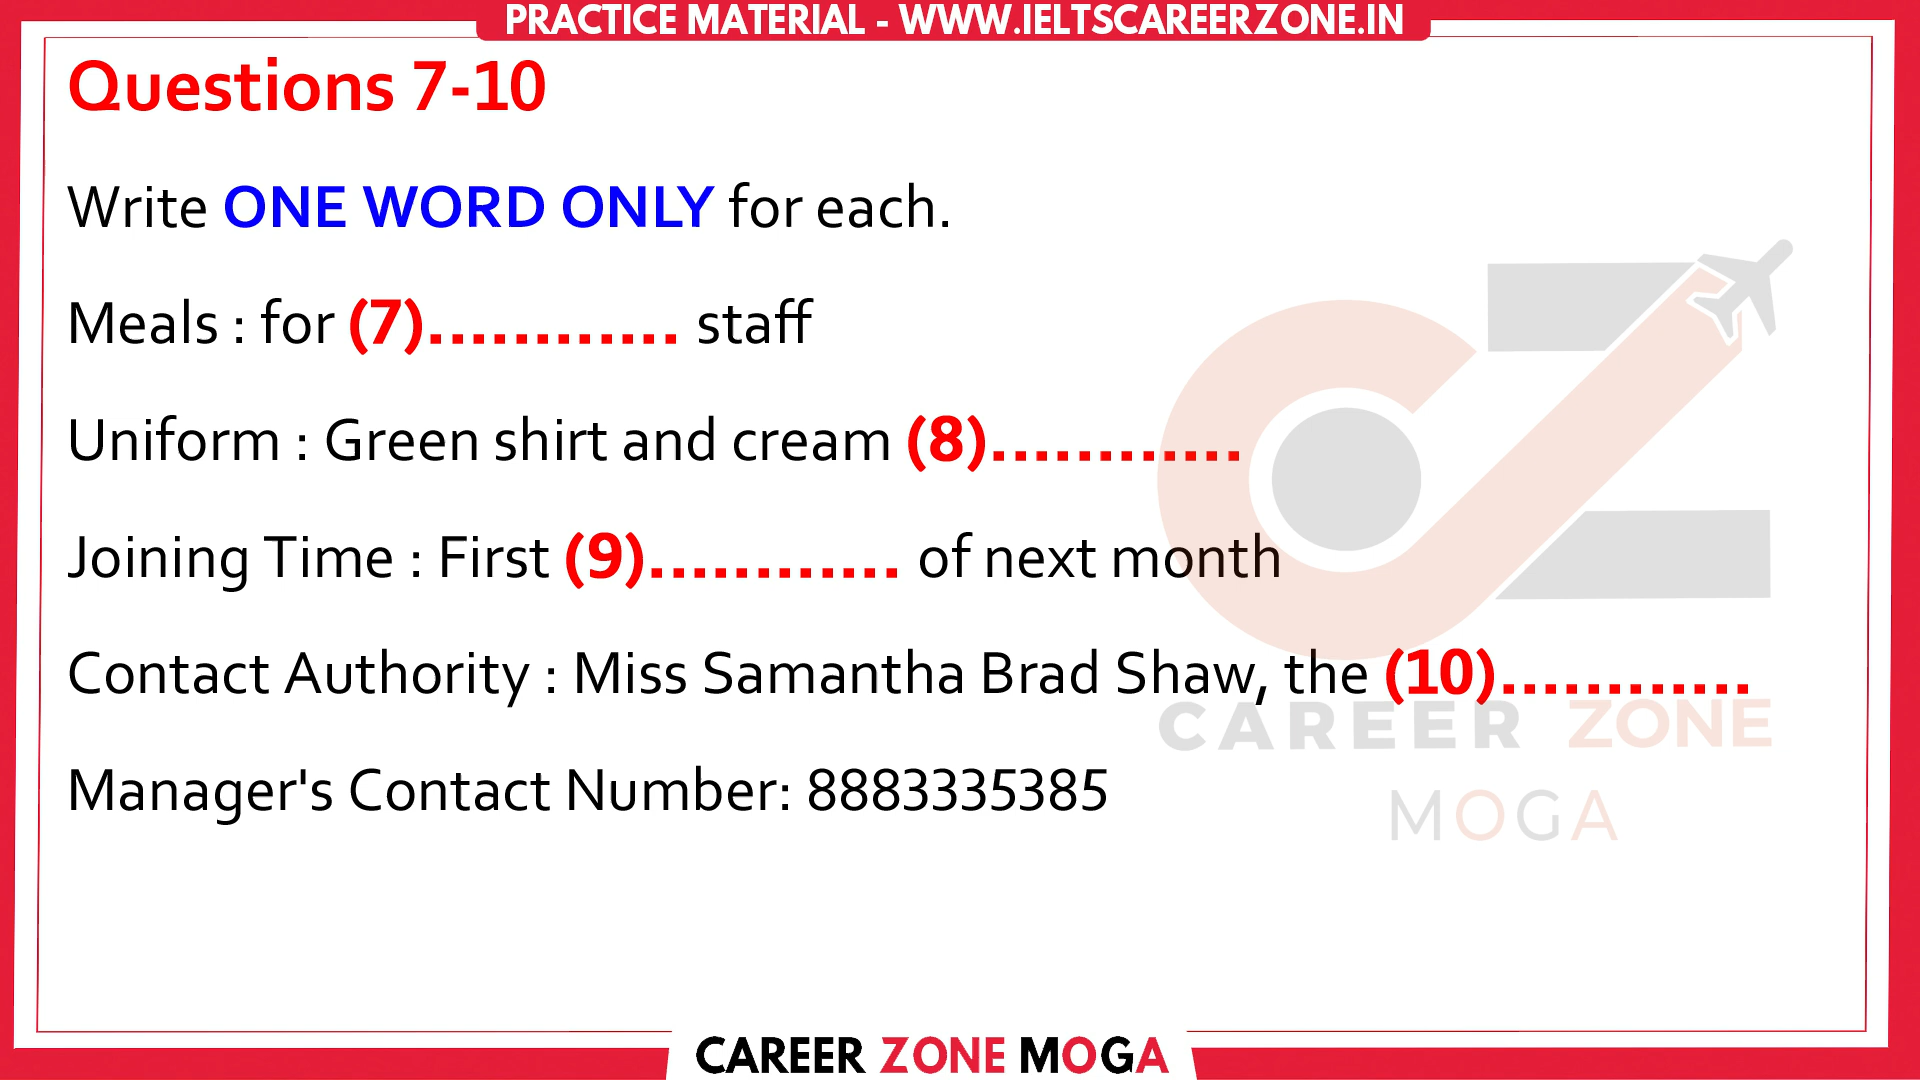 PRACTICE MATERIAL - WWW.IELTSCAREERZONE.IN
Questions 7-10
Write ONE WORD ONLY for each.
Meals : for (7)............ staff
Uniform : Green shirt and cream (8)............
Joining Time : First (9)............ of next month
Contact Authority : Miss Samantha Brad Shaw, the (10)............
CAREER ZONE
Manager's Contact Number: 8883335385
MOGA
CAREER ZONE MOGA